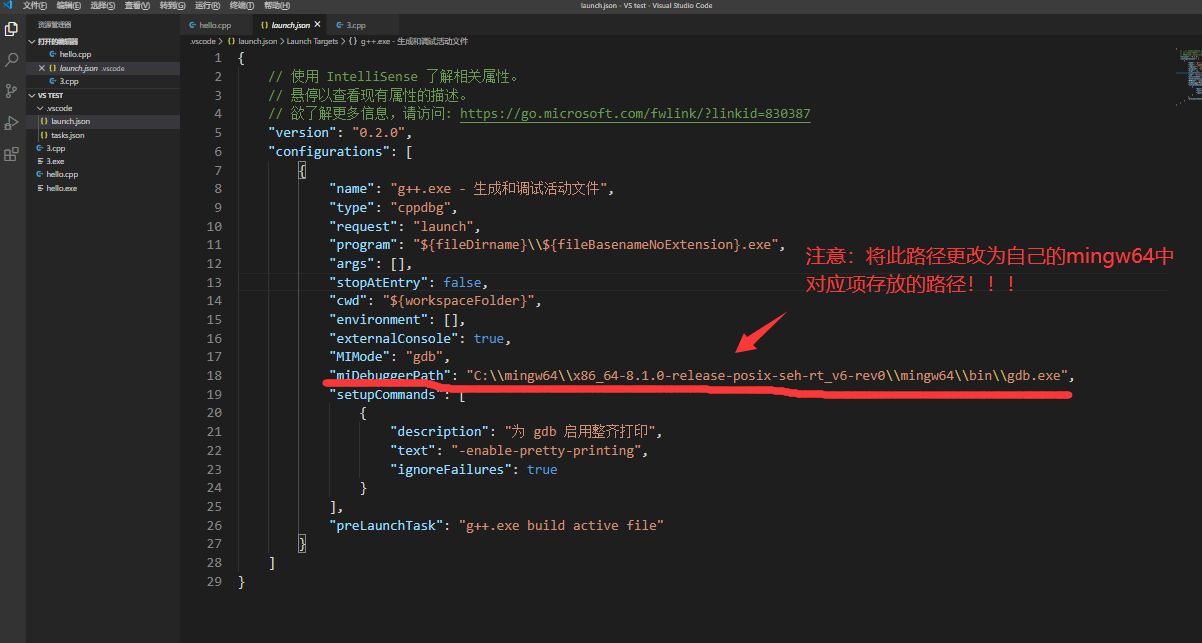 文件(F) 编辑(E) 选择(S) 查看(V) 转到(G) 运行(R) 终端(T) 帮助(H) launch.json - VS test - Visual Studio Code
资源管理器
打开的编辑器
hello.cpp
launch.json .vscode
3.cpp
VS TEST
.vscode
launch.json
tasks.json
3.cpp
3.exe
hello.cpp
hello.exe
hello.cpp launch.json 3.cpp
.vscode > launch.json > Launch Targets > {} g++.exe - 生成和调试活动文件
1 {
2 // 使用 IntelliSense 了解相关属性。
3 // 悬停以查看现有属性的描述。
4 // 欲了解更多信息，请访问: https://go.microsoft.com/fwlink/?linkid=830387
5 "version": "0.2.0",
6 "configurations": [
7 {
8 "name": "g++.exe - 生成和调试活动文件",
9 "type": "cppdbg",
10 "request": "launch",
11 "program": "${fileDirname}\\${fileBasenameNoExtension}.exe",
12 "args": [],
13 "stopAtEntry": false,
14 "cwd": "${workspaceFolder}",
15 "environment": [],
16 "externalConsole": true,
17 "MIMode": "gdb",
18 "miDebuggerPath": "C:\\mingw64\\x86_64-8.1.0-release-posix-seh-rt_v6-rev0\\mingw64\\bin\\gdb.exe",
19 "setupCommands": [
20 {
21 "description": "为 gdb 启用整齐打印",
22 "text": "-enable-pretty-printing",
23 "ignoreFailures": true
24 }
25 ],
26 "preLaunchTask": "g++.exe build active file"
27 }
28 ]
29 }
注意：将此路径更改为自己的mingw64中
对应项存放的路径！！！